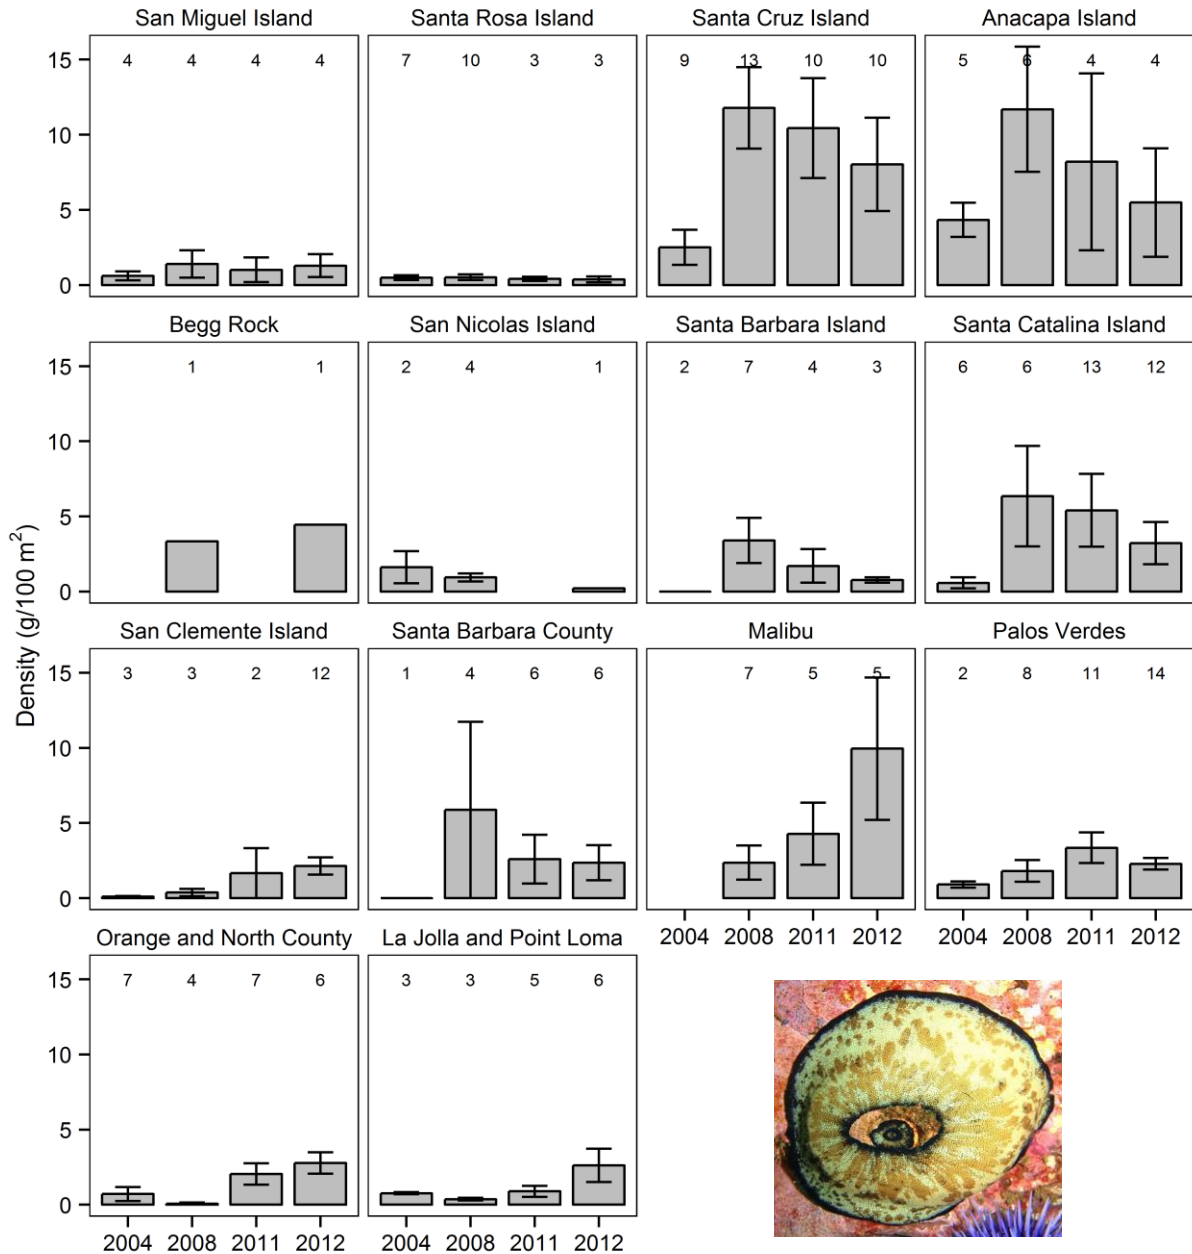 San Miguel Island Santa Rosa Island Santa Cruz Island Anacapa Island
15 4 4 4 4 7 10 3 3 9 13 10 10 5 6 4 4
10
5
0
Begg Rock San Nicolas Island Santa Barbara Island Santa Catalina Island
15 1 1 2 4 1 2 7 4 3 6 6 13 12
10
5
0
Density (g/100 m²)
San Clemente Island Santa Barbara County Malibu Palos Verdes
15 3 3 2 12 1 4 6 6 7 5 5 2 8 11 14
10
5
0
2004 2008 2011 2012 2004 2008 2011 2012
Orange and North County La Jolla and Point Loma
15 7 4 7 6 3 3 5 6
10
5
0
2004 2008 2011 2012 2004 2008 2011 2012